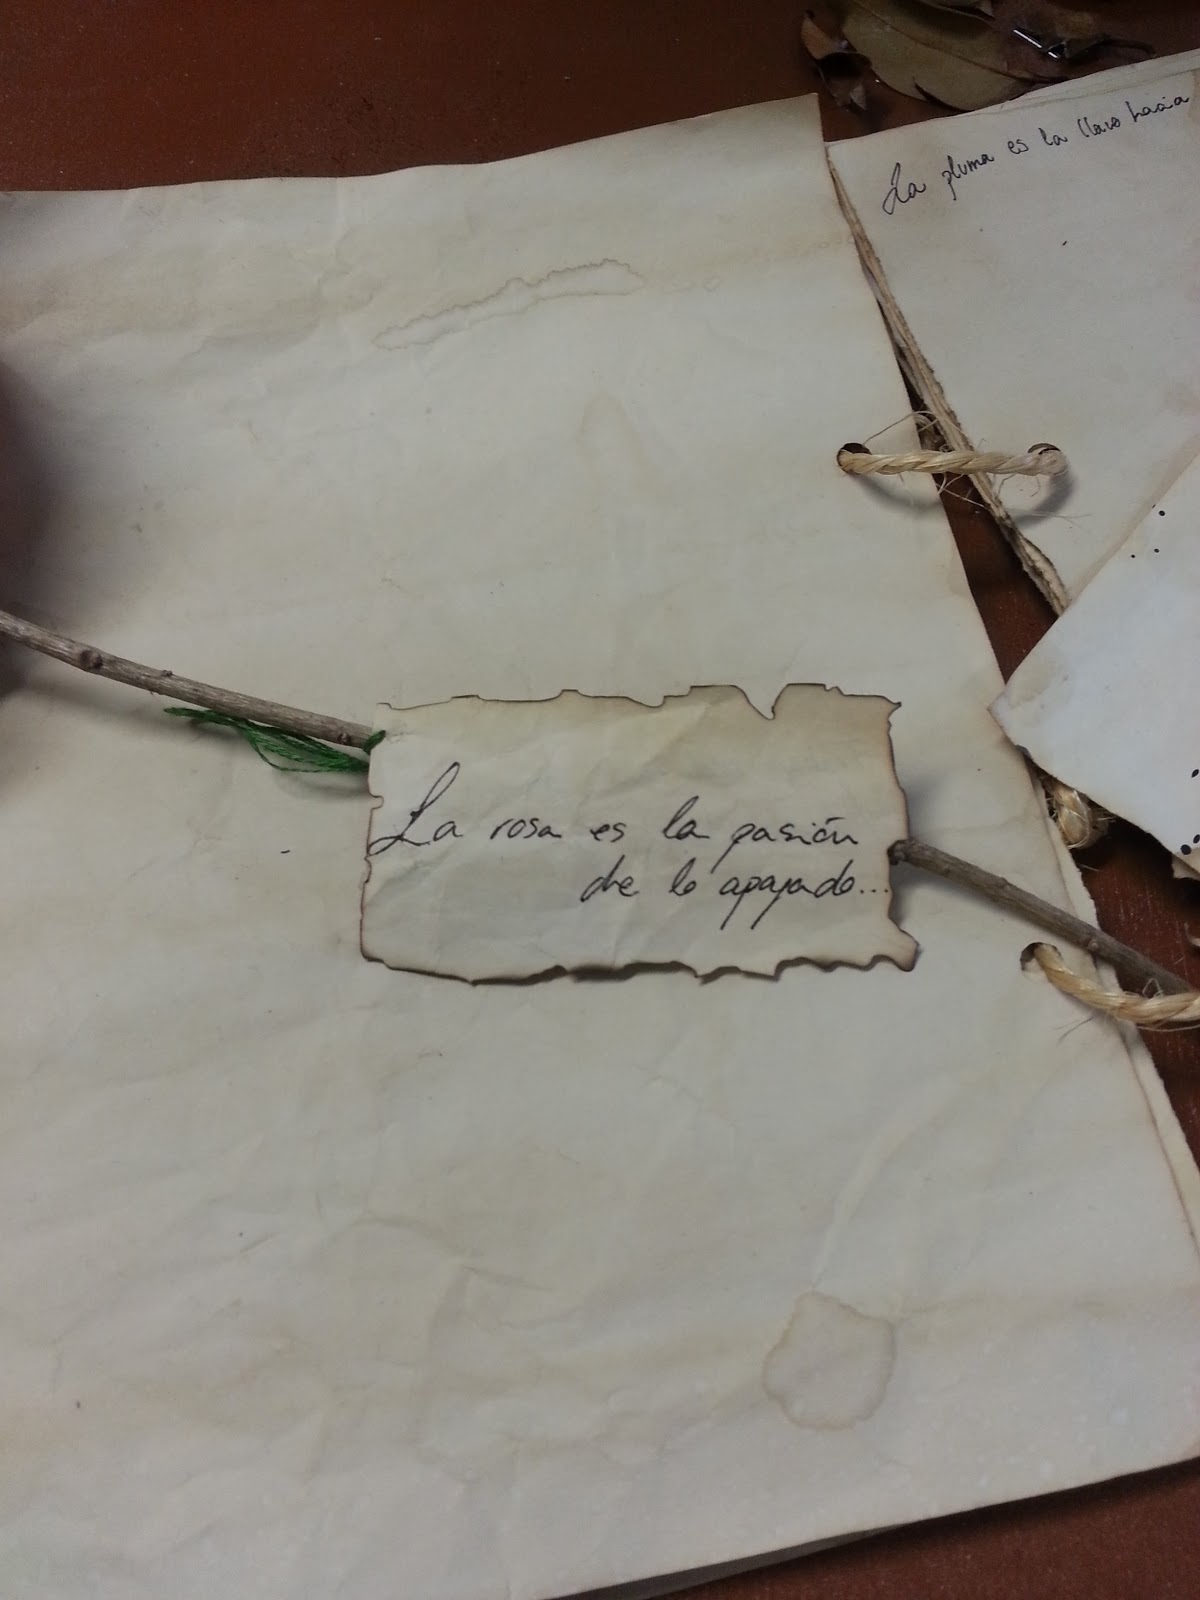 La rosa es la pasión
de lo apagado...
La pluma es la llave hacia